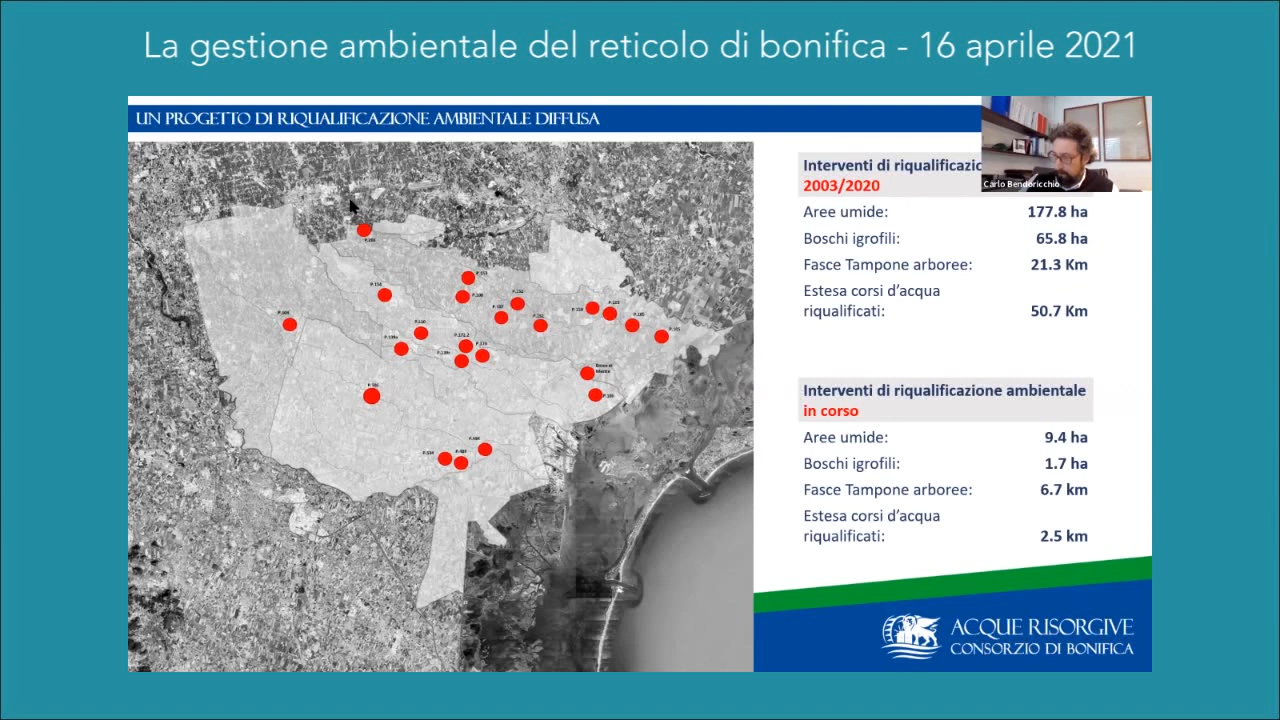 La gestione ambientale del reticolo di bonifica - 16 aprile 2021
UN PROGETTO DI RIQUALIFICAZIONE AMBIENTALE DIFFUSA
Carlo Bendoricchio
Interventi di riqualificazio
2003/2020
Aree umide: 177.8 ha
Boschi igrofili: 65.8 ha
Fasce Tampone arboree: 21.3 Km
Estesa corsi d'acqua
riqualificati: 50.7 Km
Interventi di riqualificazione ambientale
in corso
Aree umide: 9.4 ha
Boschi igrofili: 1.7 ha
Fasce Tampone arboree: 6.7 km
Estesa corsi d'acqua
riqualificati: 2.5 km
ACQUE RISORGIVE
CONSORZIO DI BONIFICA